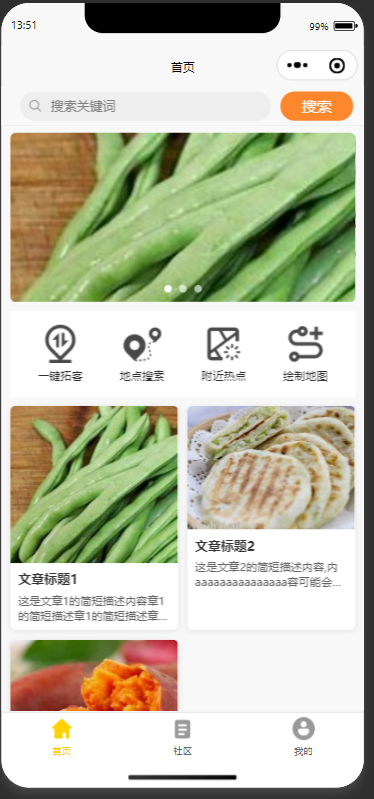 13:51
99%
首页
搜索关键词
搜索
一键拓客
地点搜索
附近热点
绘制地图
文章标题1
这是文章1的简短描述内容章1
的简短描述章1的简短描述...
文章标题2
这是文章2的简短描述内容,内
aaaaaaaaaaaaaaa容可能会...
首页
社区
我的